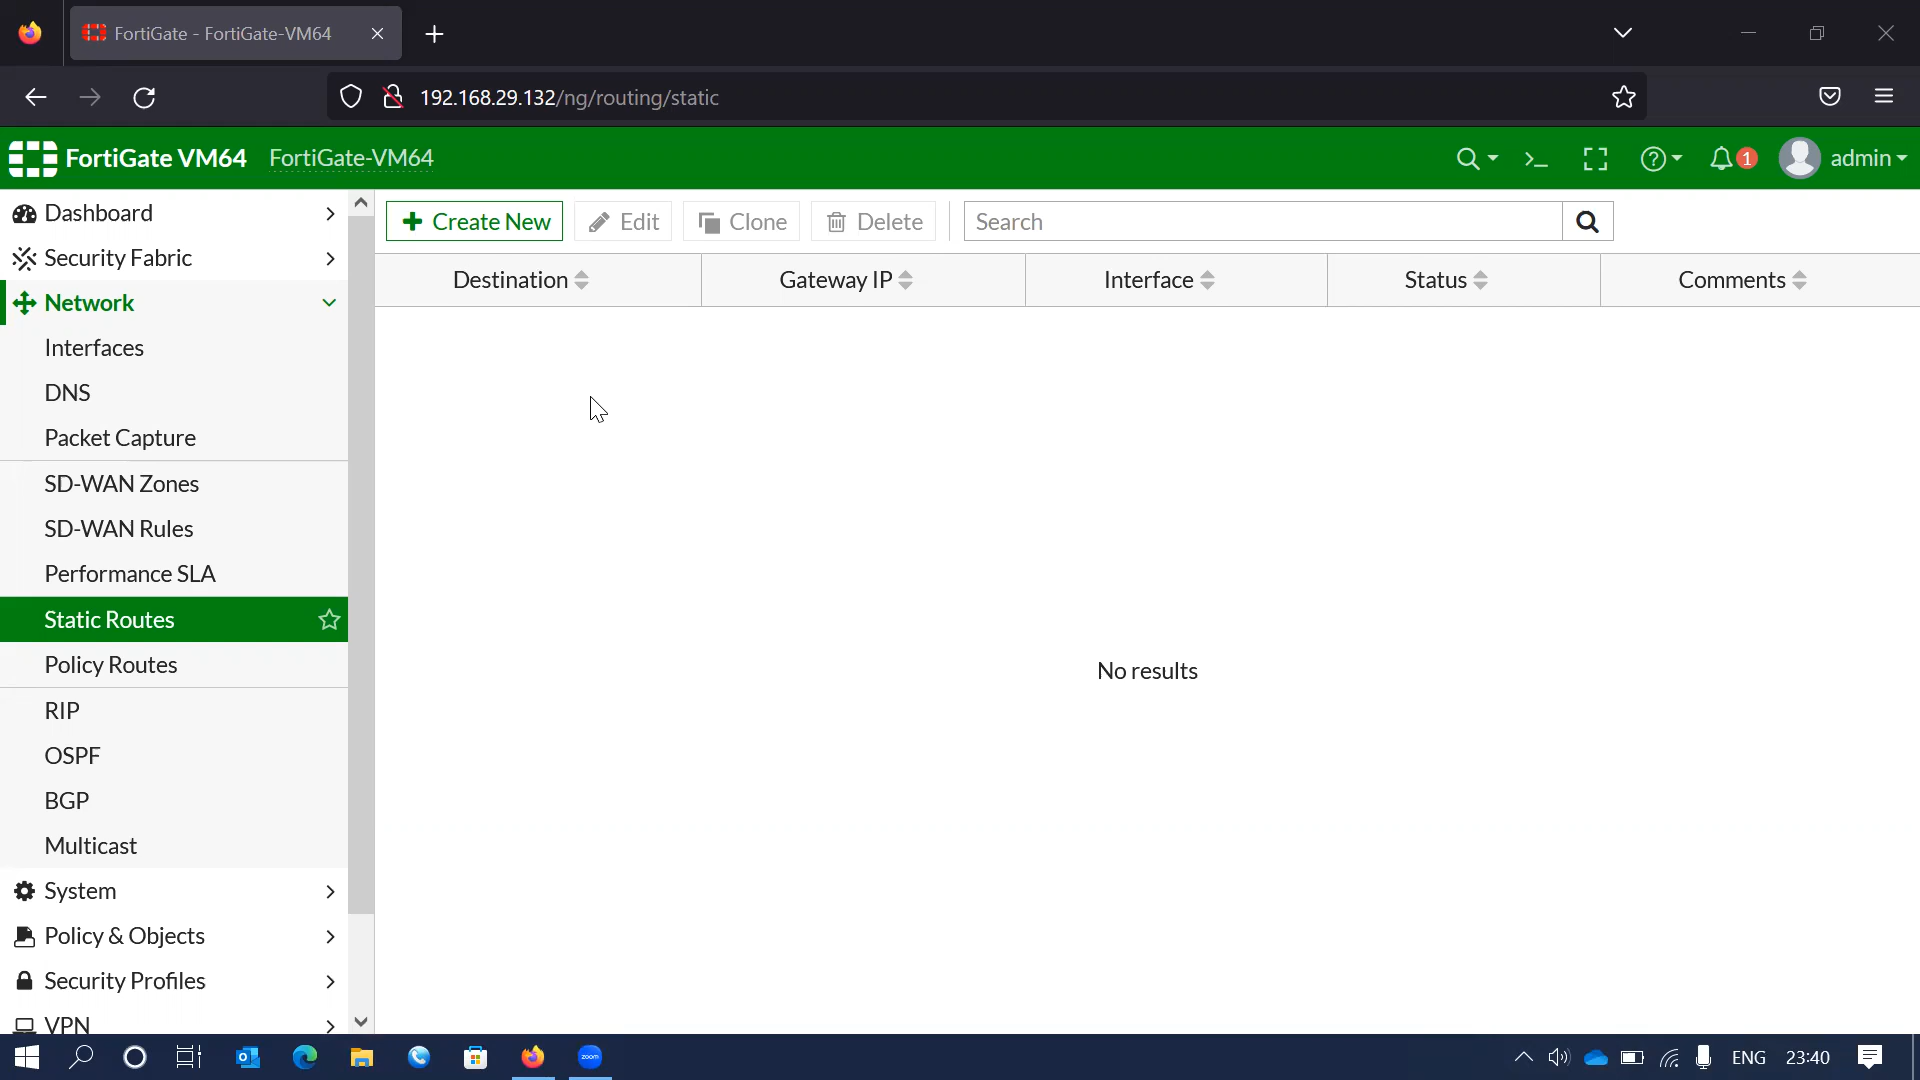 FortiGate - FortiGate-VM64
192.168.29.132/ng/routing/static
FortiGate VM64 FortiGate-VM64
1 admin
Dashboard
Security Fabric
Network
Interfaces
DNS
Packet Capture
SD-WAN Zones
SD-WAN Rules
Performance SLA
Static Routes
Policy Routes
RIP
OSPF
BGP
Multicast
System
Policy & Objects
Security Profiles
VPN
Create New Edit Clone Delete Search
Destination Gateway IP Interface Status Comments
No results
zoom
ENG 23:40